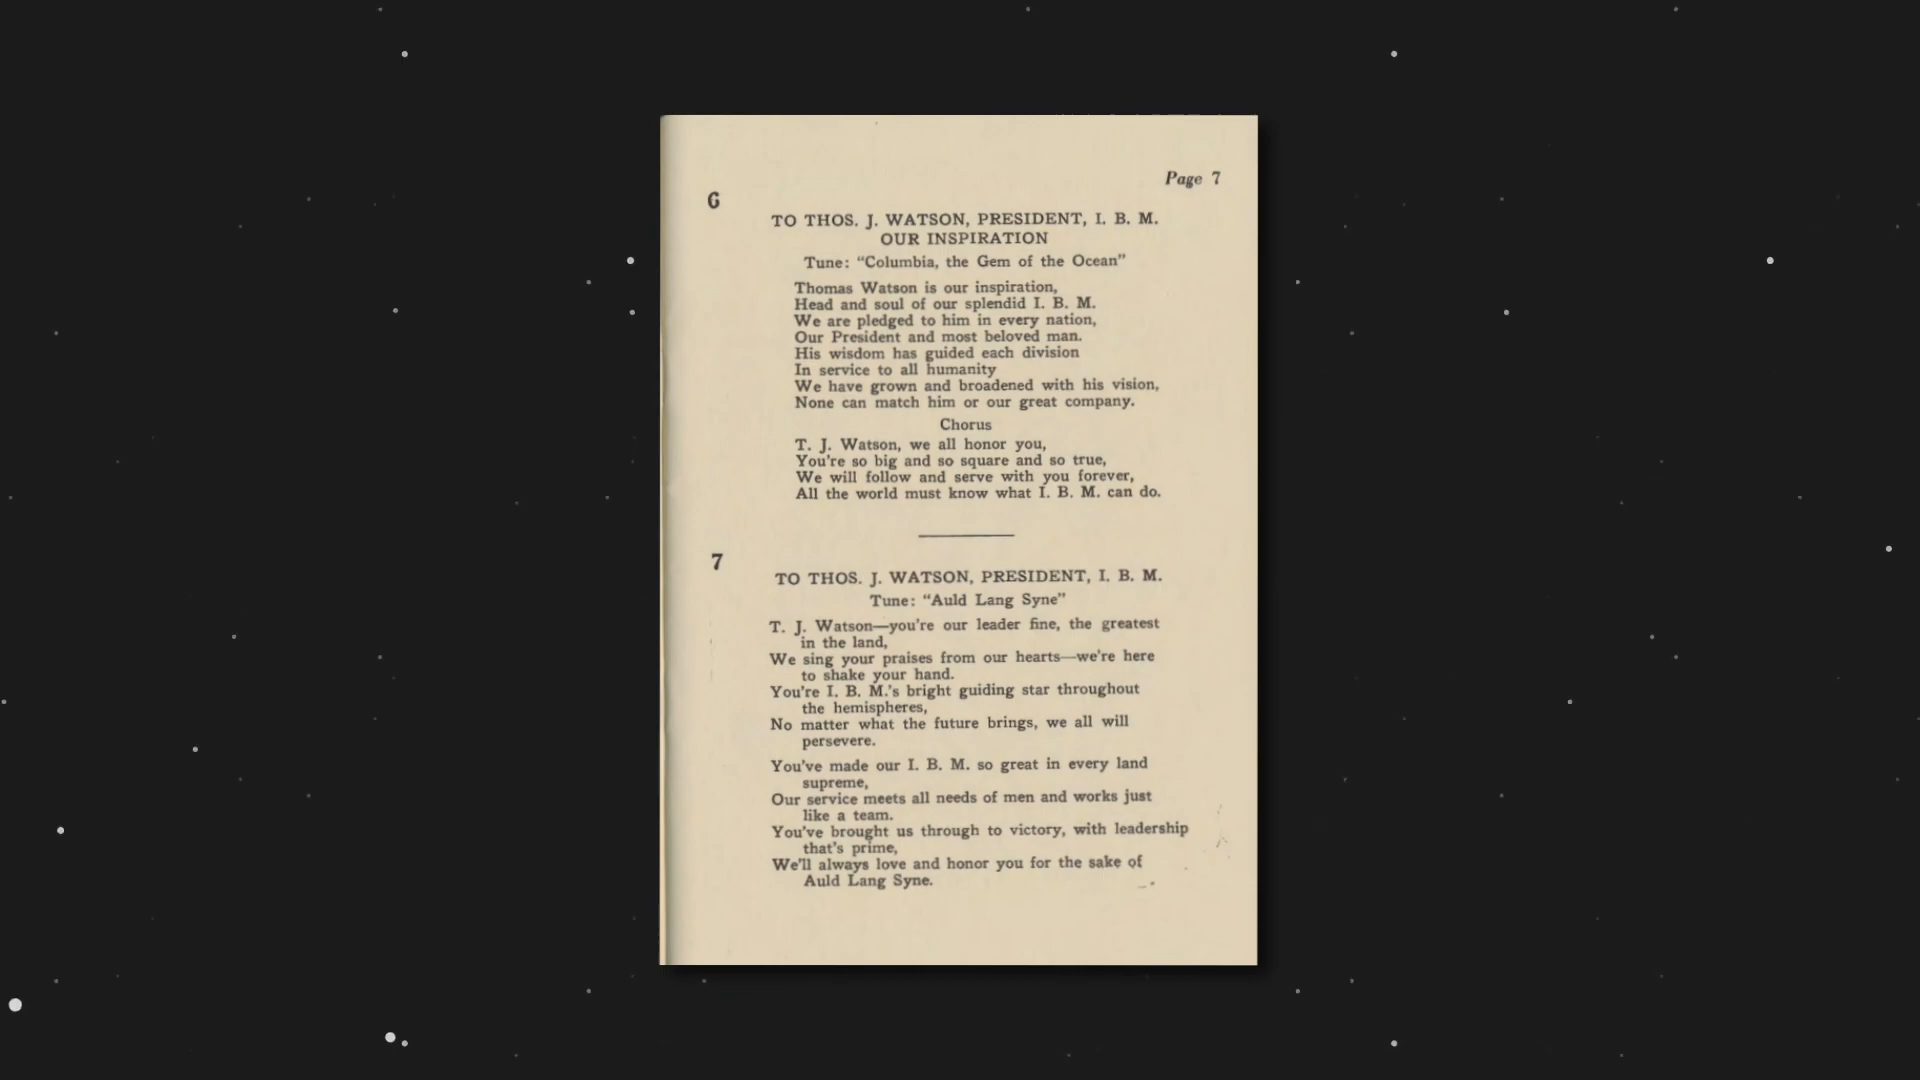 Page 7
6
TO THOS. J. WATSON, PRESIDENT, I. B. M.
OUR INSPIRATION
Tune: “Columbia, the Gem of the Ocean”
Thomas Watson is our inspiration,
Head and soul of our splendid I. B. M.
We are pledged to him in every nation,
Our President and most beloved man.
His wisdom has guided each division
In service to all humanity
We have grown and broadened with his vision,
None can match him or our great company.
Chorus
T. J. Watson, we all honor you,
You're so big and so square and so true,
We will follow and serve with you forever,
All the world must know what I. B. M. can do.
7
TO THOS. J. WATSON, PRESIDENT, I. B. M.
Tune: “Auld Lang Syne”
T. J. Watson—you're our leader fine, the greatest
in the land,
We sing your praises from our hearts—we're here
to shake your hand.
You're I. B. M.'s bright guiding star throughout
the hemispheres,
No matter what the future brings, we all will
persevere.
You've made our I. B. M. so great in every land
supreme,
Our service meets all needs of men and works just
like a team.
You've brought us through to victory, with leadership
that's prime,
We'll always love and honor you for the sake of
Auld Lang Syne.